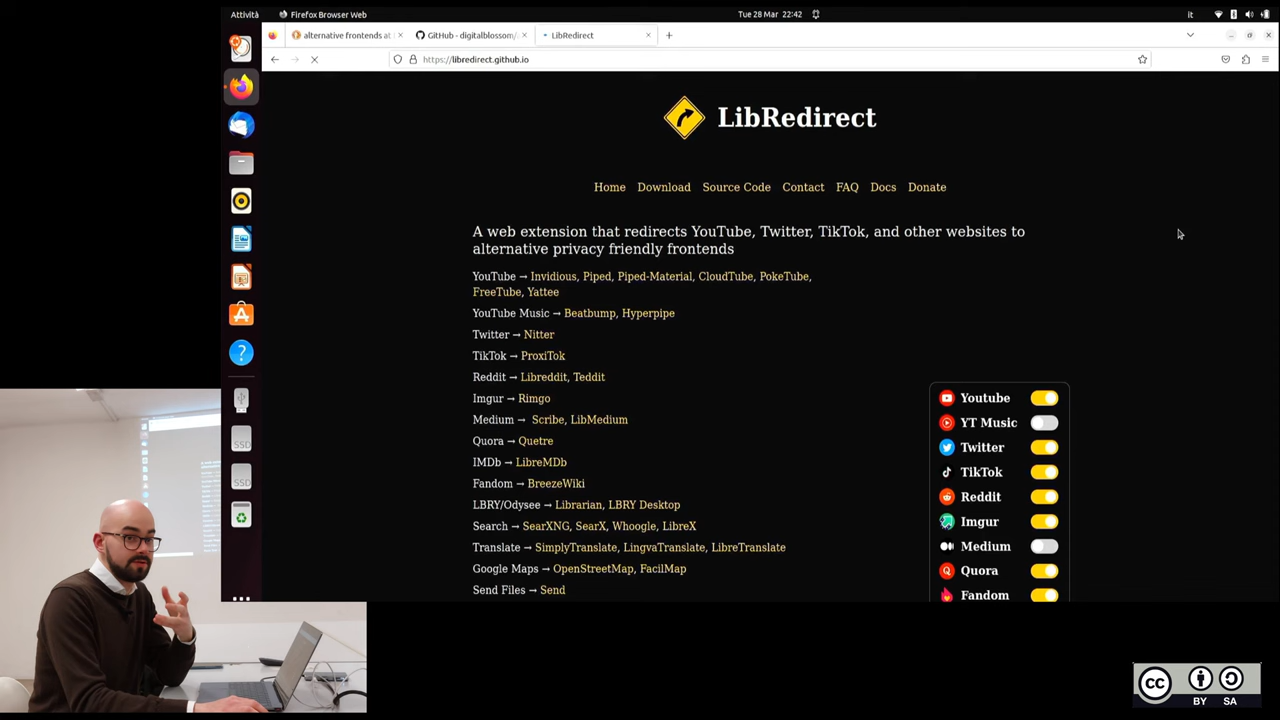 Attività
Firefox Browser Web
Tue 28 Mar 22:42
it
alternative frontends at
GitHub - digitalblossom/
LibRedirect
https://libredirect.github.io
LibRedirect
Home Download Source Code Contact FAQ Docs Donate
A web extension that redirects YouTube, Twitter, TikTok, and other websites to
alternative privacy friendly frontends
YouTube → Invidious, Piped, Piped-Material, CloudTube, PokeTube,
FreeTube, Yattee
YouTube Music → Beatbump, Hyperpipe
Twitter → Nitter
TikTok → ProxiTok
Reddit → Libreddit, Teddit
Imgur → Rimgo
Medium → Scribe, LibMedium
Quora → Quetre
IMDb → LibreMDb
Fandom → BreezeWiki
LBRY/Odysee → Librarian, LBRY Desktop
Search → SearXNG, SearX, Whoogle, LibreX
Translate → SimplyTranslate, LingvaTranslate, LibreTranslate
Google Maps → OpenStreetMap, FacilMap
Send Files → Send
Youtube
YT Music
Twitter
TikTok
Reddit
Imgur
Medium
Quora
Fandom
SSD
SSD
cc
BY SA